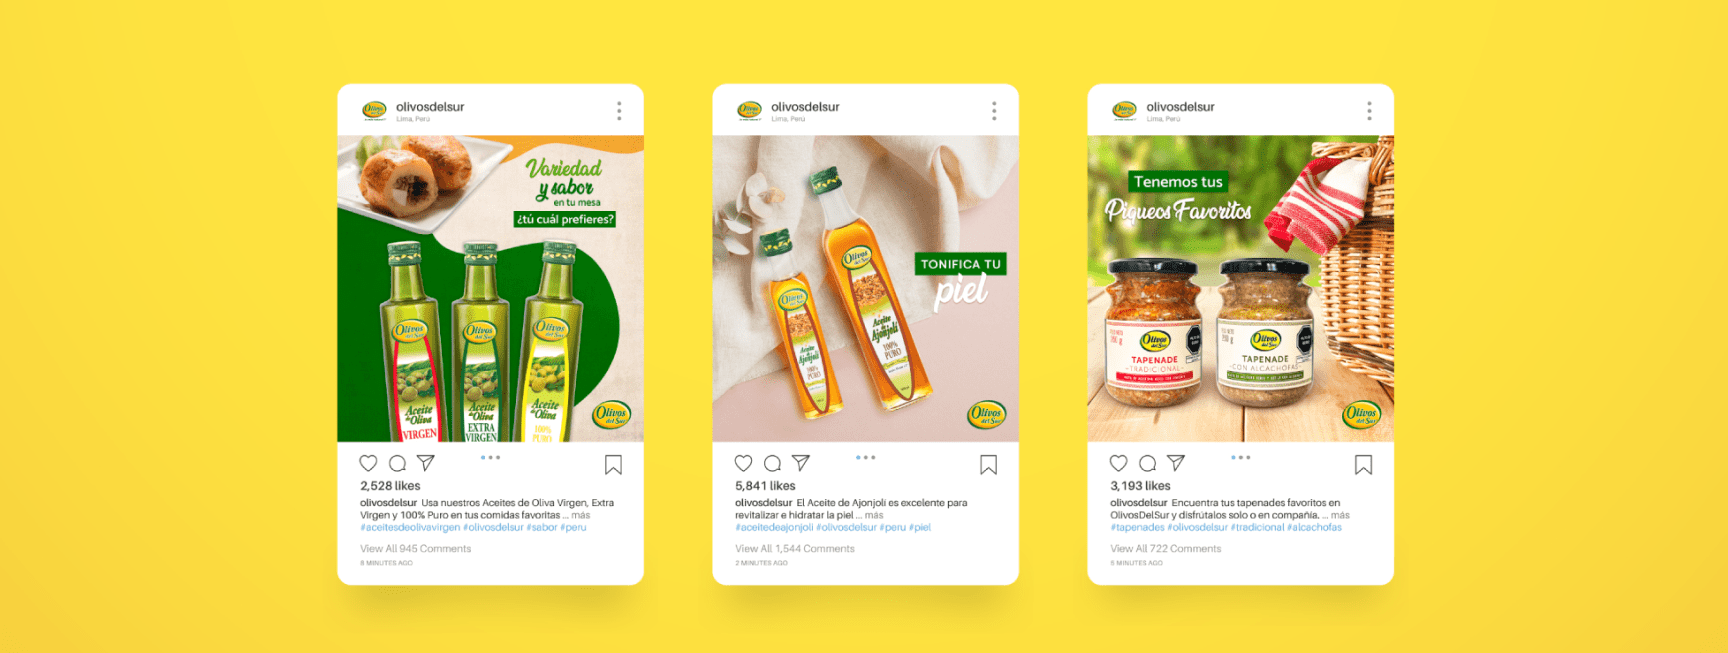 olivosdelsur
Lima, Perú
Variedad
y sabor
en tu mesa
¿tú cuál prefieres?
Olivos
del Sur
Aceite
de Oliva
VIRGEN
Olivos
del Sur
Aceite
de Oliva
EXTRA
VIRGEN
Olivos
del Sur
Aceite
de Oliva
100%
PURO
Olivos
del Sur
2,528 likes
olivosdelsur Usa nuestros Aceites de Oliva Virgen, Extra
Virgen y 100% Puro en tus comidas favoritas ... más
#aceitesdeolivavirgen #olivosdelsur #sabor #peru
View All 945 Comments
8 MINUTES AGO
olivosdelsur
Lima, Perú
TONIFICA TU
piel
Olivos
del Sur
Aceite
de Ajonjolí
100%
PURO
Olivos
del Sur
Aceite
de Ajonjolí
100%
PURO
Olivos
del Sur
5,841 likes
olivosdelsur El Aceite de Ajonjolí es excelente para
revitalizar e hidratar la piel ... más
#aceitedeajonjoli #olivosdelsur #peru #piel
View All 1,544 Comments
2 MINUTES AGO
olivosdelsur
Lima, Perú
Tenemos tus
Piqueos Favoritos
Olivos
del Sur
TAPENADE
TRADICIONAL
Olivos
del Sur
TAPENADE
CON ALCACHOFAS
Olivos
del Sur
3,193 likes
olivosdelsur Encuentra tus tapenades favoritos en
OlivosDelSur y disfrútalos solo o en compañía. ... más
#tapenades #olivosdelsur #tradicional #alcachofas
View All 722 Comments
5 MINUTES AGO